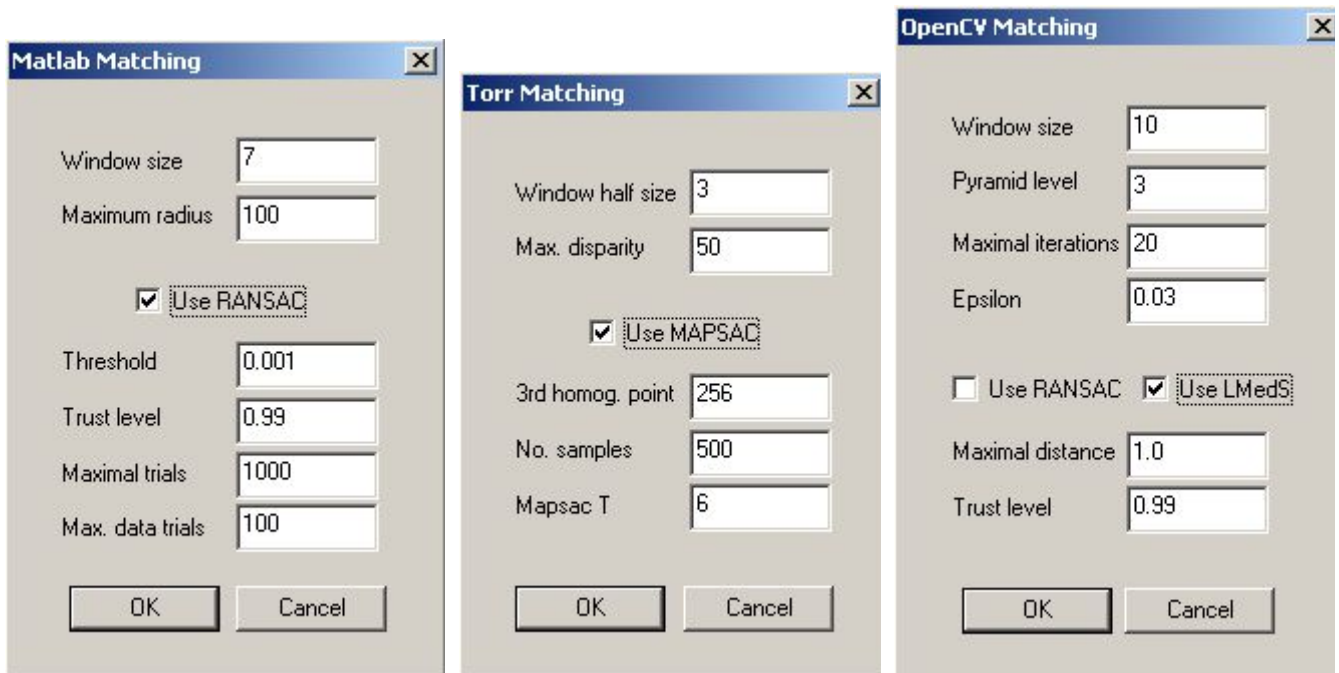 Matlab Matching
Window size 7
Maximum radius 100
Use RANSAC
Threshold 0.001
Trust level 0.99
Maximal trials 1000
Max. data trials 100
OK Cancel
Torr Matching
Window half size 3
Max. disparity 50
Use MAPSAC
3rd homog. point 256
No. samples 500
Mapsac T 6
OK Cancel
OpenCV Matching
Window size 10
Pyramid level 3
Maximal iterations 20
Epsilon 0.03
Use RANSAC Use LMedS
Maximal distance 1.0
Trust level 0.99
OK Cancel